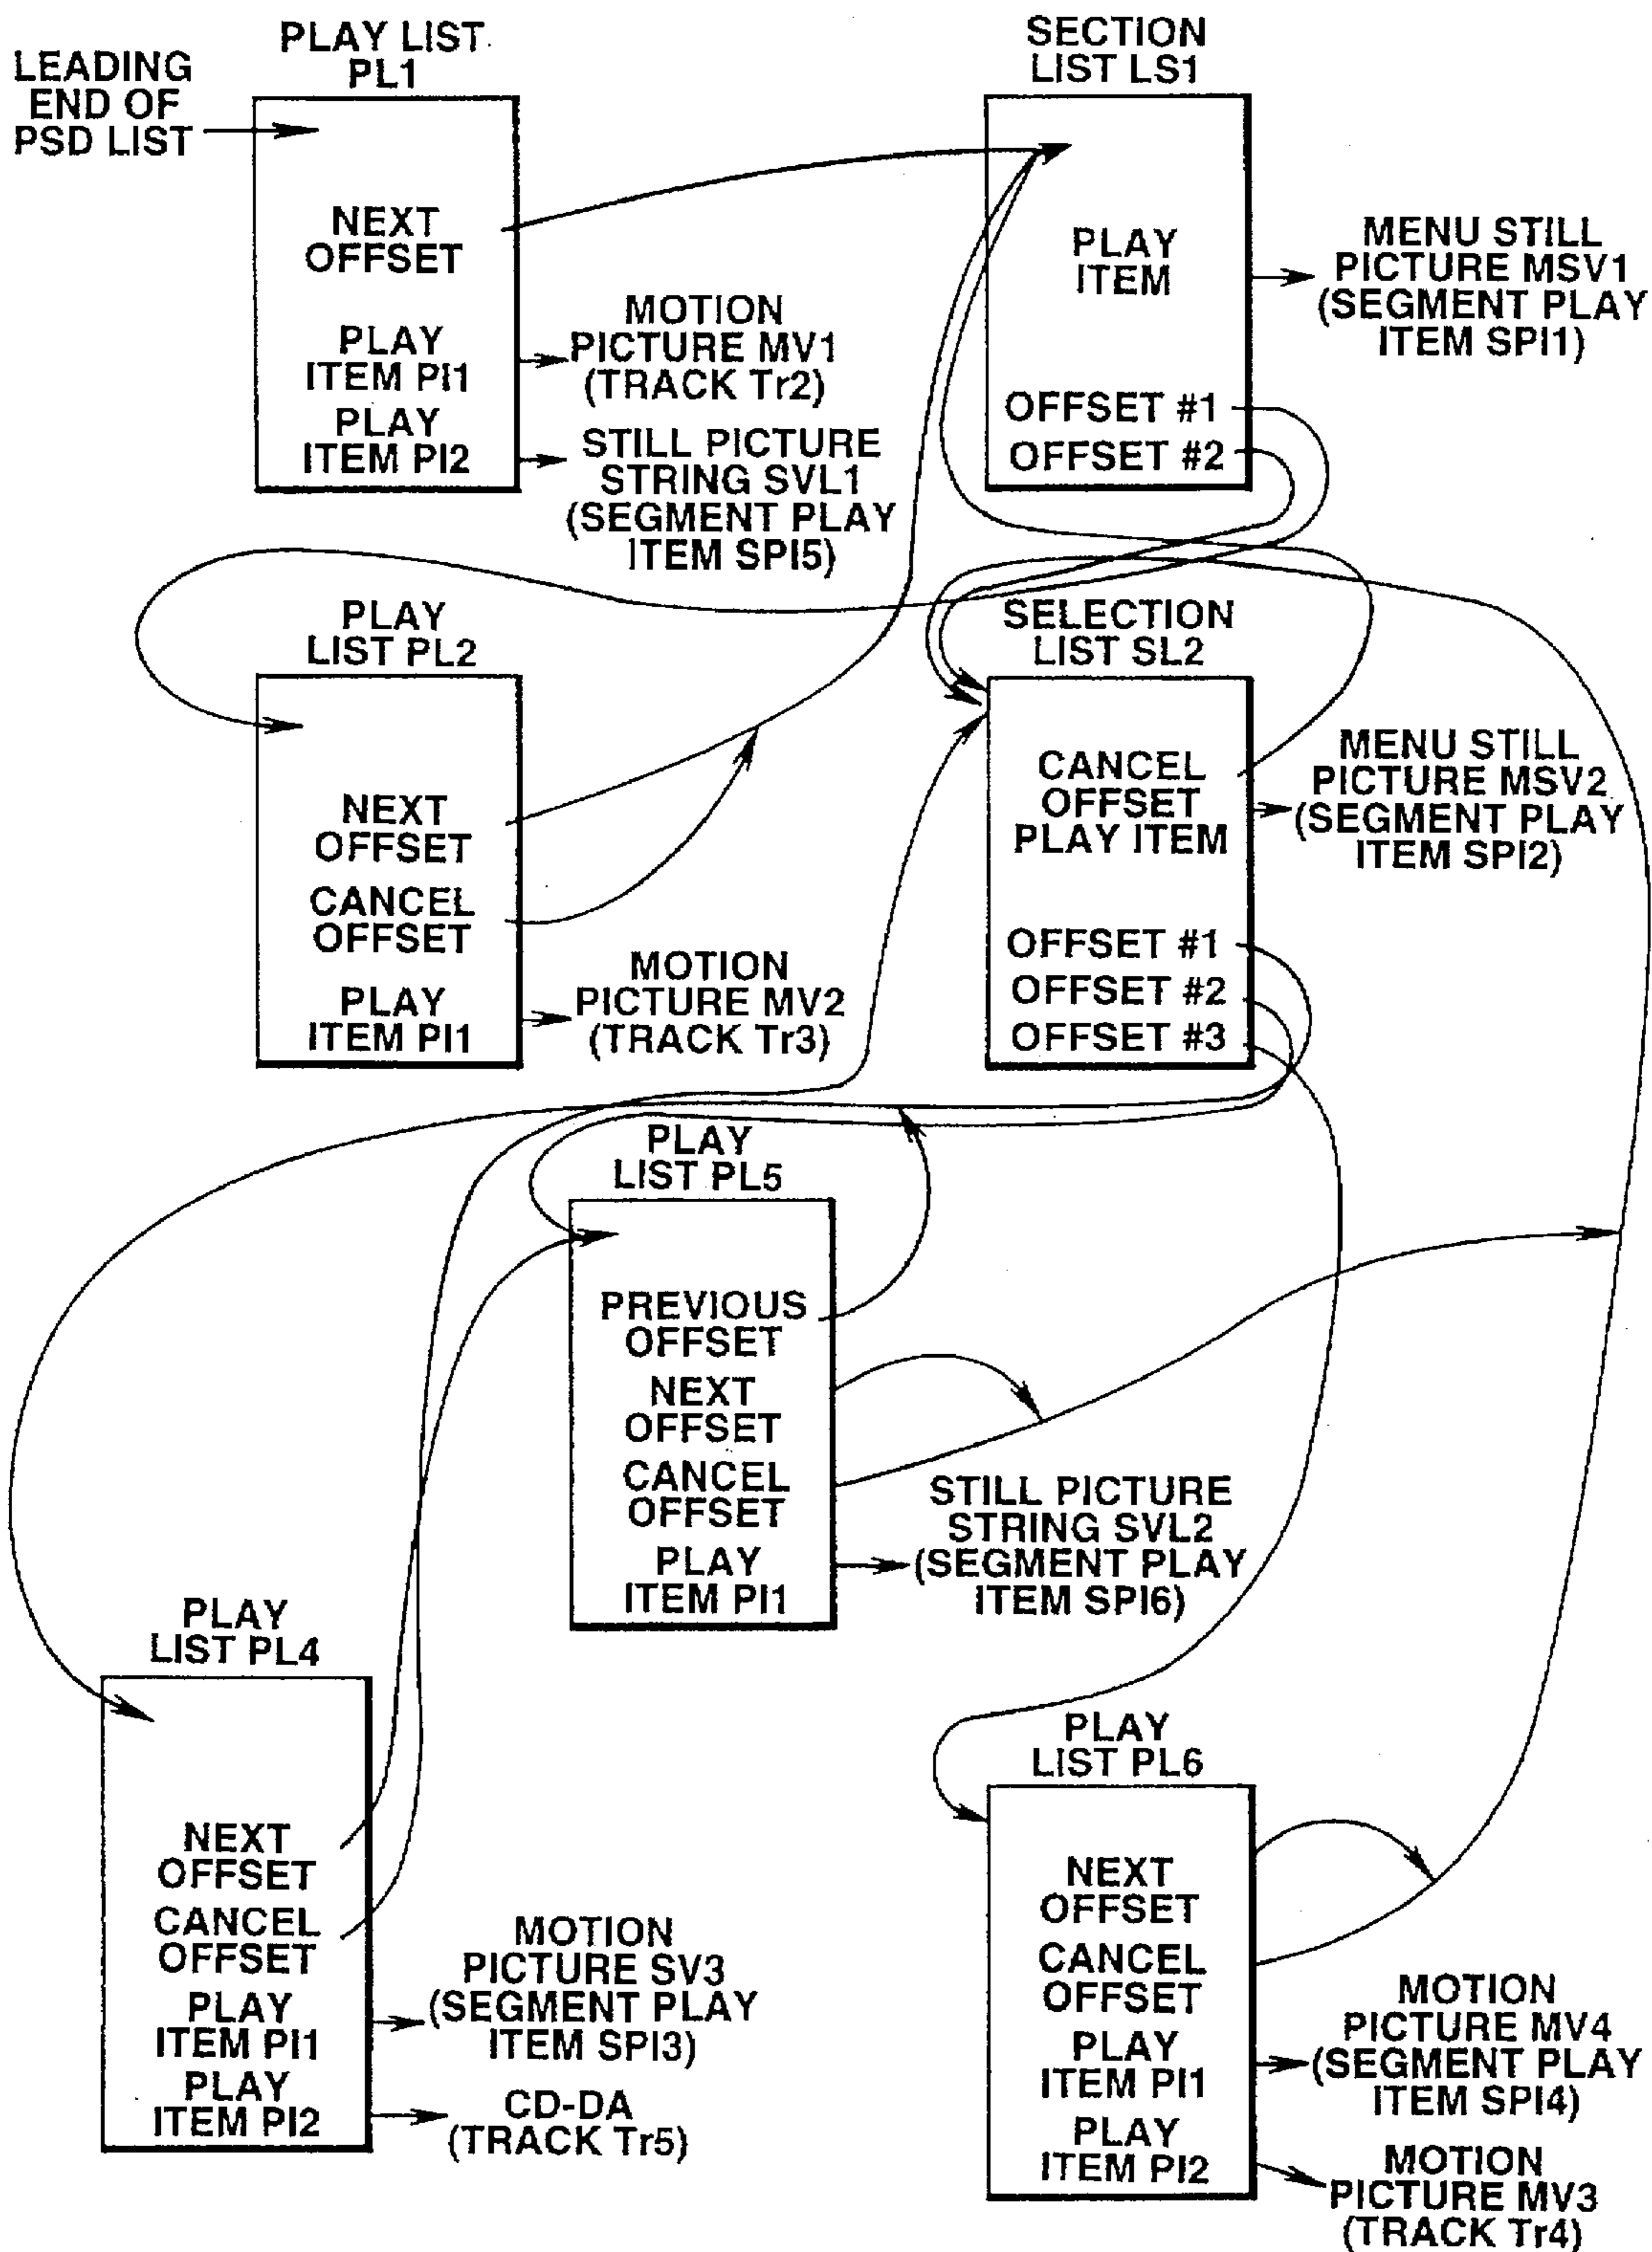 LEADING
END OF
PSD LIST
PLAY LIST
PL1
NEXT
OFFSET
PLAY
ITEM PI1
PLAY
ITEM PI2
MOTION
PICTURE MV1
(TRACK Tr2)
STILL PICTURE
STRING SVL1
(SEGMENT PLAY
ITEM SPI5)
SECTION
LIST LS1
PLAY
ITEM
OFFSET #1
OFFSET #2
MENU STILL
PICTURE MSV1
(SEGMENT PLAY
ITEM SPI1)
PLAY
LIST PL2
NEXT
OFFSET
CANCEL
OFFSET
PLAY
ITEM PI1
MOTION
PICTURE MV2
(TRACK Tr3)
SELECTION
LIST SL2
CANCEL
OFFSET
PLAY ITEM
OFFSET #1
OFFSET #2
OFFSET #3
MENU STILL
PICTURE MSV2
(SEGMENT PLAY
ITEM SPI2)
PLAY
LIST PL5
PREVIOUS
OFFSET
NEXT
OFFSET
CANCEL
OFFSET
PLAY
ITEM PI1
STILL PICTURE
STRING SVL2
(SEGMENT PLAY
ITEM SPI6)
PLAY
LIST PL4
NEXT
OFFSET
CANCEL
OFFSET
PLAY
ITEM PI1
PLAY
ITEM PI2
MOTION
PICTURE SV3
(SEGMENT PLAY
ITEM SPI3)
CD-DA
(TRACK Tr5)
PLAY
LIST PL6
NEXT
OFFSET
CANCEL
OFFSET
PLAY
ITEM PI1
PLAY
ITEM PI2
MOTION
PICTURE MV4
(SEGMENT PLAY
ITEM SPI4)
MOTION
PICTURE MV3
(TRACK Tr4)